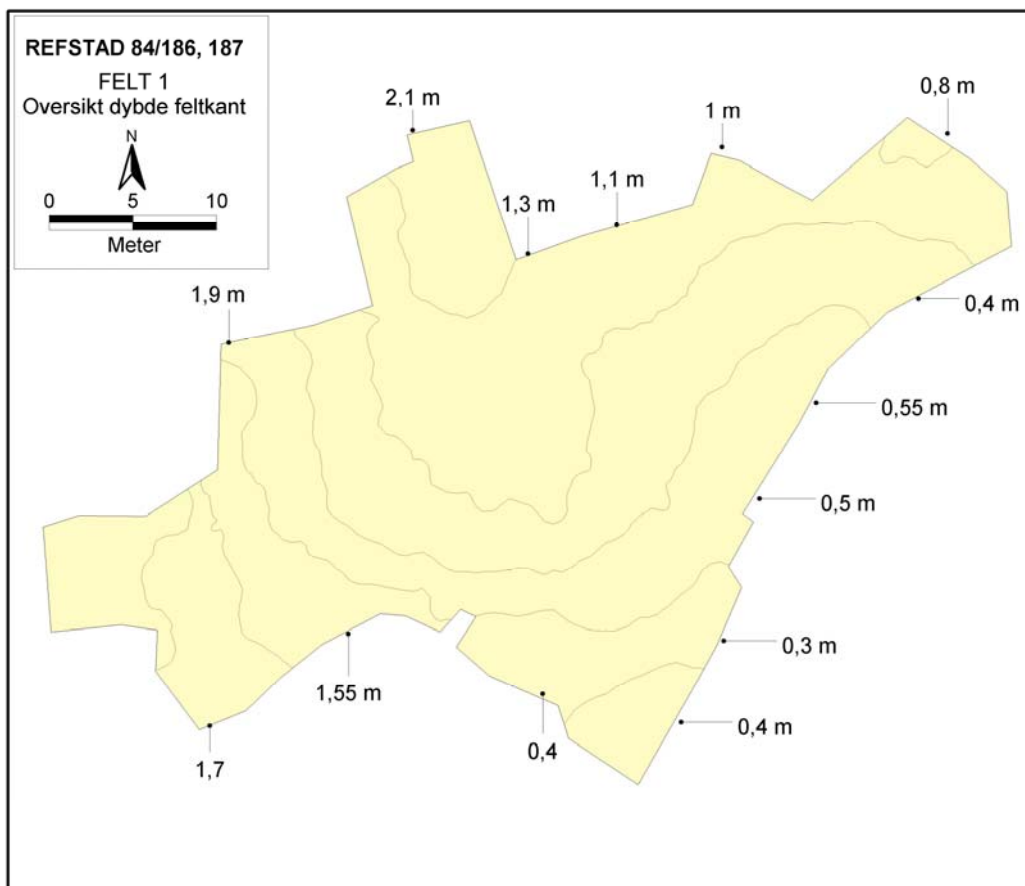 REFSTAD 84/186, 187
FELT 1
Oversikt dybde feltkant
N
0 5 10
Meter
2,1 m
1 m
0,8 m
1,3 m
1,1 m
1,9 m
0,4 m
0,55 m
0,5 m
0,3 m
1,55 m
0,4 m
0,4
1,7